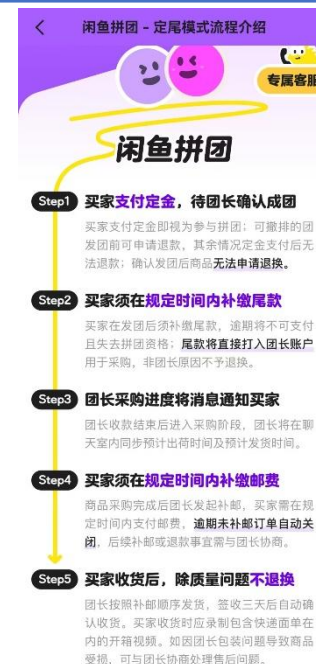 闲鱼拼团 - 定尾模式流程介绍
专属客服
闲鱼拼团
Step1 买家支付定金，待团长确认成团
买家支付定金即视为参与拼团；可撤排的团
发团前可申请退款，其余情况定金支付后无
法退款；确认发团后商品无法申请退换。
Step2 买家须在规定时间内补缴尾款
买家在发团后须补缴尾款，逾期将不可支付
且失去拼团资格；尾款将直接打入团长账户
用于采购，非团长原因不予退换。
Step3 团长采购进度将消息通知买家
团长收款结束后进入采购阶段，团长将在聊
天室内同步预计出荷时间及预计发货时间。
Step4 买家须在规定时间内补缴邮费
商品采购完成后团长发起补邮，买家需在规
定时间内支付邮费，逾期未补邮订单自动关
闭，后续补邮或退款事宜需与团长协商。
Step5 买家收货后，除质量问题不退换
团长按照补邮顺序发货，签收三天后自动确
认收货。买家收货时应录制包含快递面单在
内的开箱视频。如因团长包装问题导致商品
受损，可与团长协商处理售后问题。